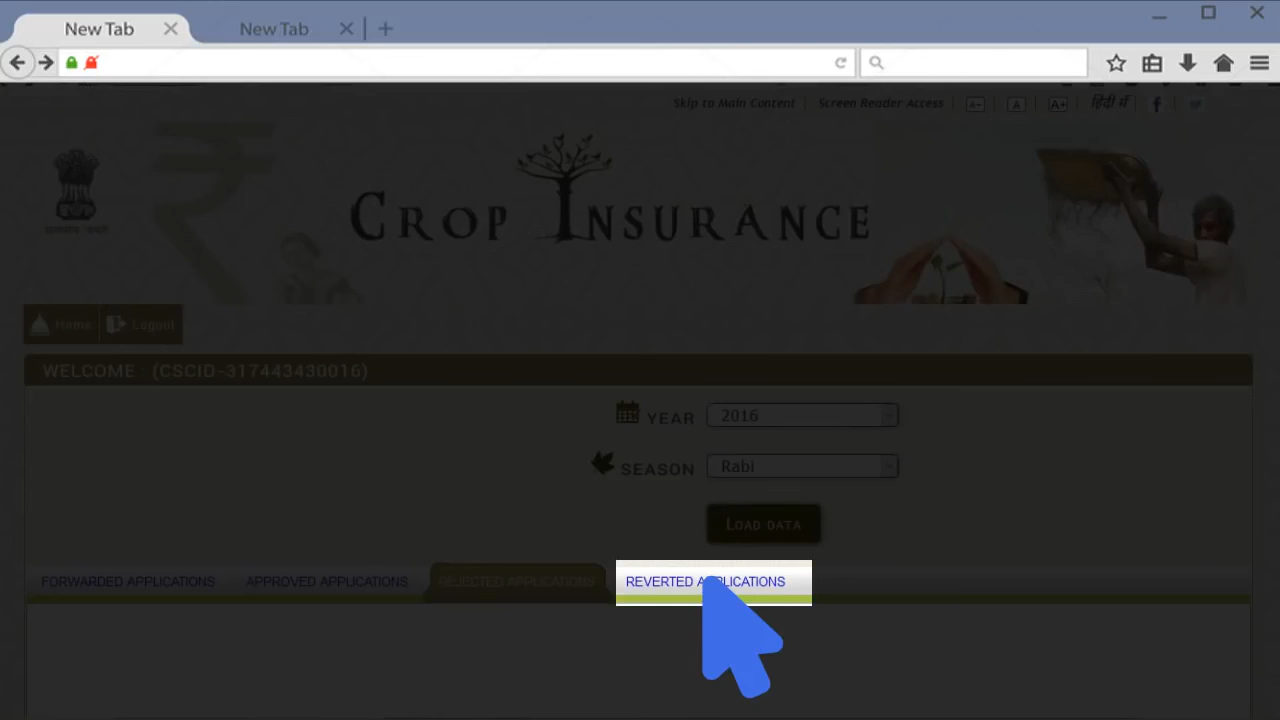 New Tab
New Tab
Skip to Main Content
Screen Reader Access
A-
A
A+
हिंदी में
Crop Insurance
Home
Logout
WELCOME : (CSCID-317443430016)
YEAR
2016
SEASON
Rabi
LOAD DATA
FORWARDED APPLICATIONS
APPROVED APPLICATIONS
REJECTED APPLICATIONS
REVERTED APPLICATIONS